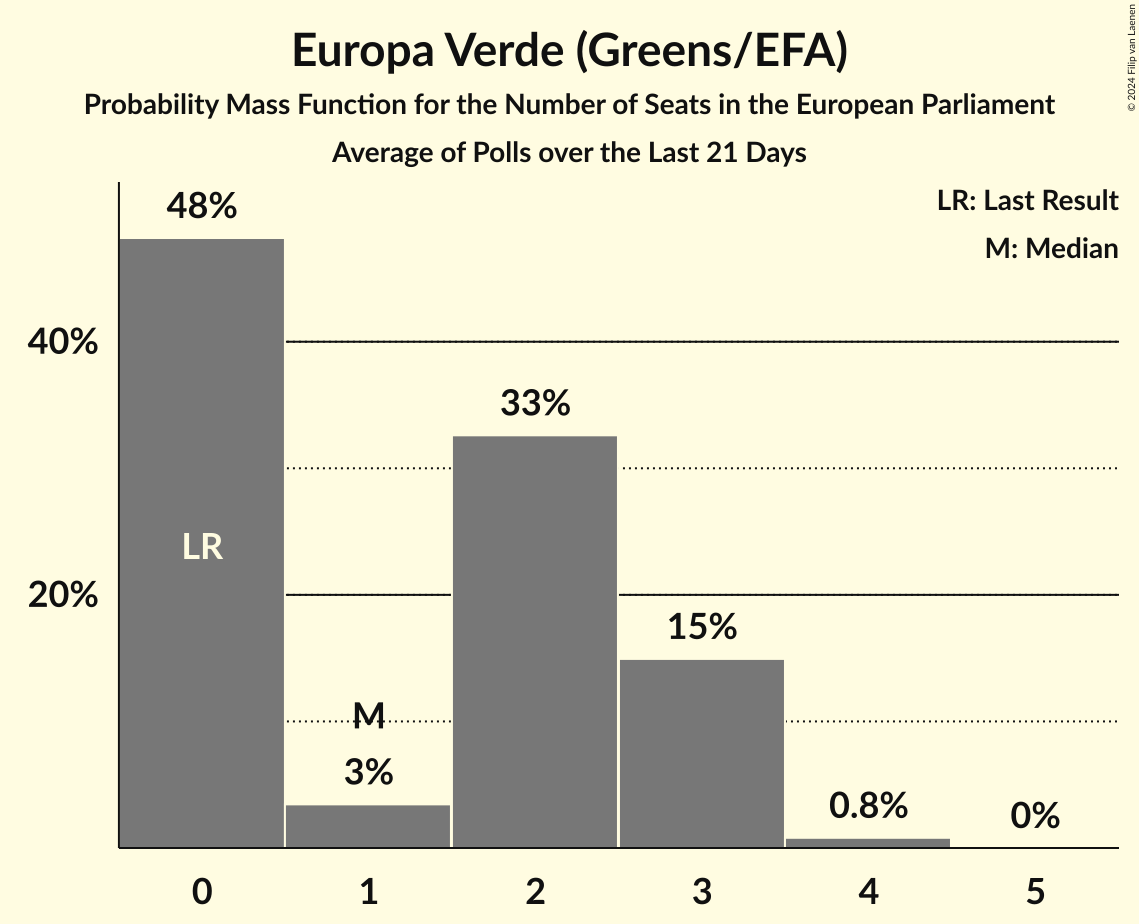 Europa Verde (Greens/EFA)
Probability Mass Function for the Number of Seats in the European Parliament
Average of Polls over the Last 21 Days
© 2024 Filip van Laenen
LR: Last Result
M: Median
48%
40%
33%
LR
20%
15%
M
3%
0.8%
0%
0 1 2 3 4 5